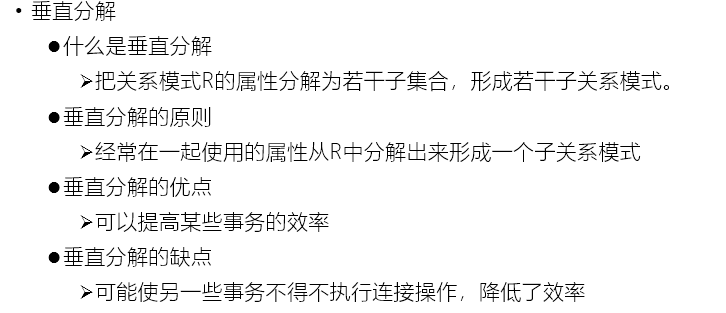 • 垂直分解
●什么是垂直分解
➢把关系模式R的属性分解为若干子集合，形成若干子关系模式。
●垂直分解的原则
➢经常在一起使用的属性从R中分解出来形成一个子关系模式
●垂直分解的优点
➢可以提高某些事务的效率
●垂直分解的缺点
➢可能使另一些事务不得不执行连接操作，降低了效率